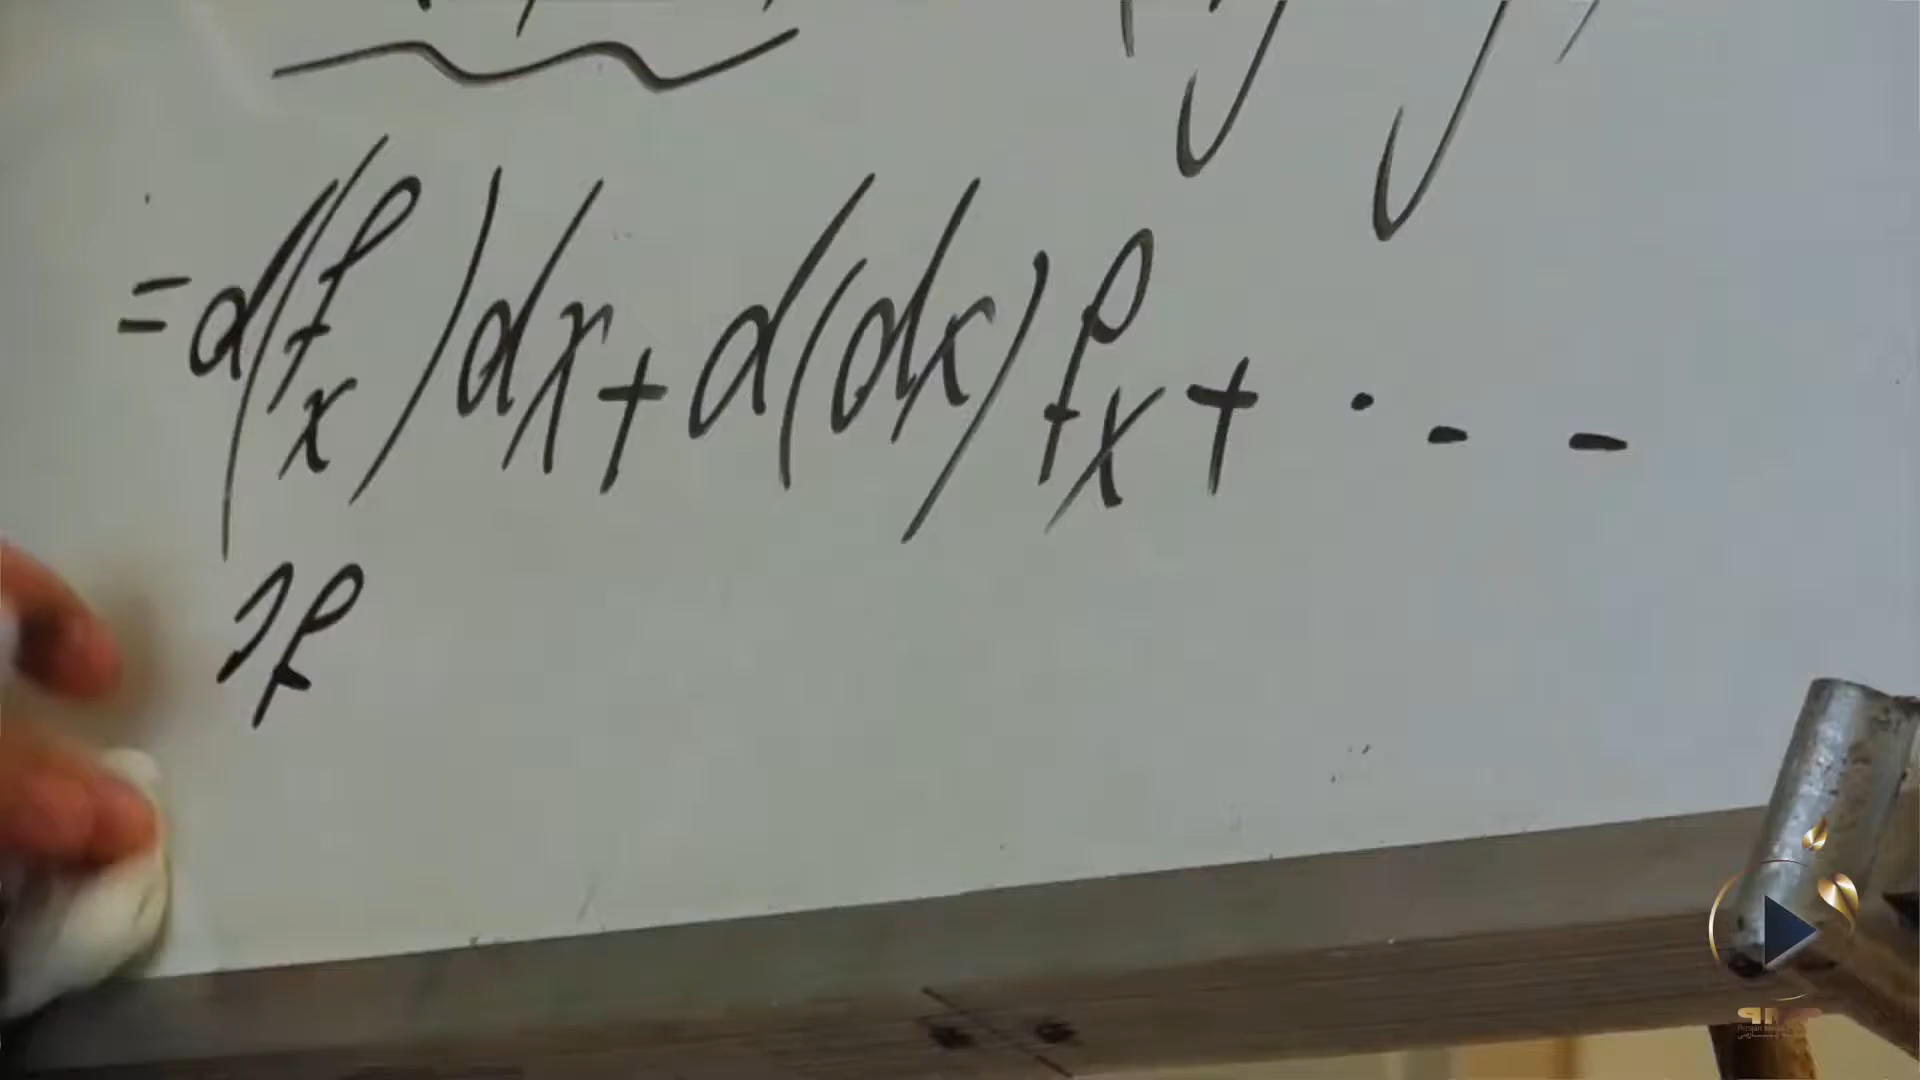 = d(f_x)dx + d(dx)f_x + . - -
∂f